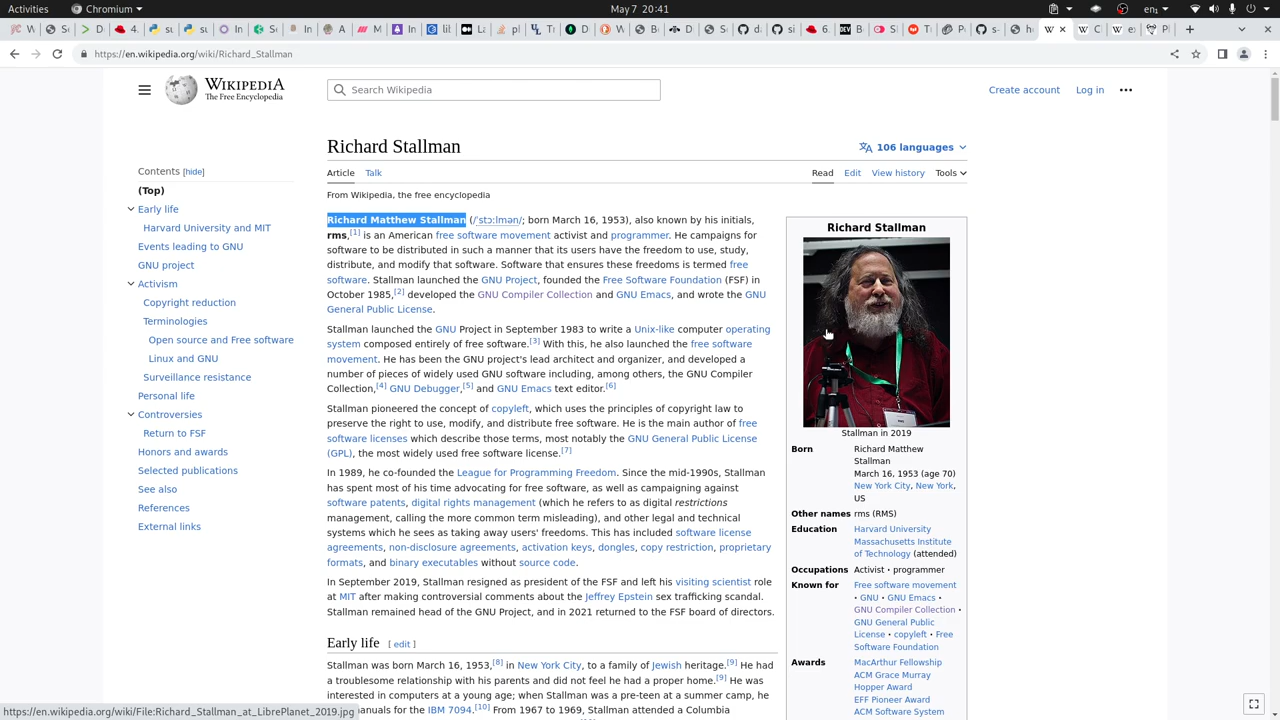 Activities
Chromium
May 7 20:41
https://en.wikipedia.org/wiki/Richard_Stallman
WIKIPEDIA
The Free Encyclopedia
Search Wikipedia
Create account
Log in
Contents [hide]
(Top)
Early life
Harvard University and MIT
Events leading to GNU
GNU project
Activism
Copyright reduction
Terminologies
Open source and Free software
Linux and GNU
Surveillance resistance
Personal life
Controversies
Return to FSF
Honors and awards
Selected publications
See also
References
External links
Richard Stallman
106 languages
Article Talk
Read Edit View history Tools
From Wikipedia, the free encyclopedia
Richard Matthew Stallman (/ˈstɔːlmən/; born March 16, 1953), also known by his initials,
rms,[1] is an American free software movement activist and programmer. He campaigns for
software to be distributed in such a manner that its users have the freedom to use, study,
distribute, and modify that software. Software that ensures these freedoms is termed free
software. Stallman launched the GNU Project, founded the Free Software Foundation (FSF) in
October 1985,[2] developed the GNU Compiler Collection and GNU Emacs, and wrote the GNU
General Public License.
Stallman launched the GNU Project in September 1983 to write a Unix-like computer operating
system composed entirely of free software.[3] With this, he also launched the free software
movement. He has been the GNU project's lead architect and organizer, and developed a
number of pieces of widely used GNU software including, among others, the GNU Compiler
Collection,[4] GNU Debugger,[5] and GNU Emacs text editor.[6]
Stallman pioneered the concept of copyleft, which uses the principles of copyright law to
preserve the right to use, modify, and distribute free software. He is the main author of free
software licenses which describe those terms, most notably the GNU General Public License
(GPL), the most widely used free software license.[7]
In 1989, he co-founded the League for Programming Freedom. Since the mid-1990s, Stallman
has spent most of his time advocating for free software, as well as campaigning against
software patents, digital rights management (which he refers to as digital restrictions
management, calling the more common term misleading), and other legal and technical
systems which he sees as taking away users' freedoms. This has included software license
agreements, non-disclosure agreements, activation keys, dongles, copy restriction, proprietary
formats, and binary executables without source code.
In September 2019, Stallman resigned as president of the FSF and left his visiting scientist role
at MIT after making controversial comments about the Jeffrey Epstein sex trafficking scandal.
Stallman remained head of the GNU Project, and in 2021 returned to the FSF board of directors.
Early life [ edit ]
Stallman was born March 16, 1953,[8] in New York City, to a family of Jewish heritage.[9] He had
a troublesome relationship with his parents and did not feel he had a proper home.[9] He was
interested in computers at a young age; when Stallman was a pre-teen at a summer camp, he
manuals for the IBM 7094.[10] From 1967 to 1969, Stallman attended a Columbia
Richard Stallman
Stallman in 2019
Born Richard Matthew
Stallman
March 16, 1953 (age 70)
New York City, New York,
US
Other names rms (RMS)
Education Harvard University
Massachusetts Institute
of Technology (attended)
Occupations Activist · programmer
Known for Free software movement
· GNU · GNU Emacs ·
GNU Compiler Collection ·
GNU General Public
License · copyleft · Free
Software Foundation
Awards MacArthur Fellowship
ACM Grace Murray
Hopper Award
EFF Pioneer Award
ACM Software System
https://en.wikipedia.org/wiki/File:Richard_Stallman_at_LibrePlanet_2019.jpg